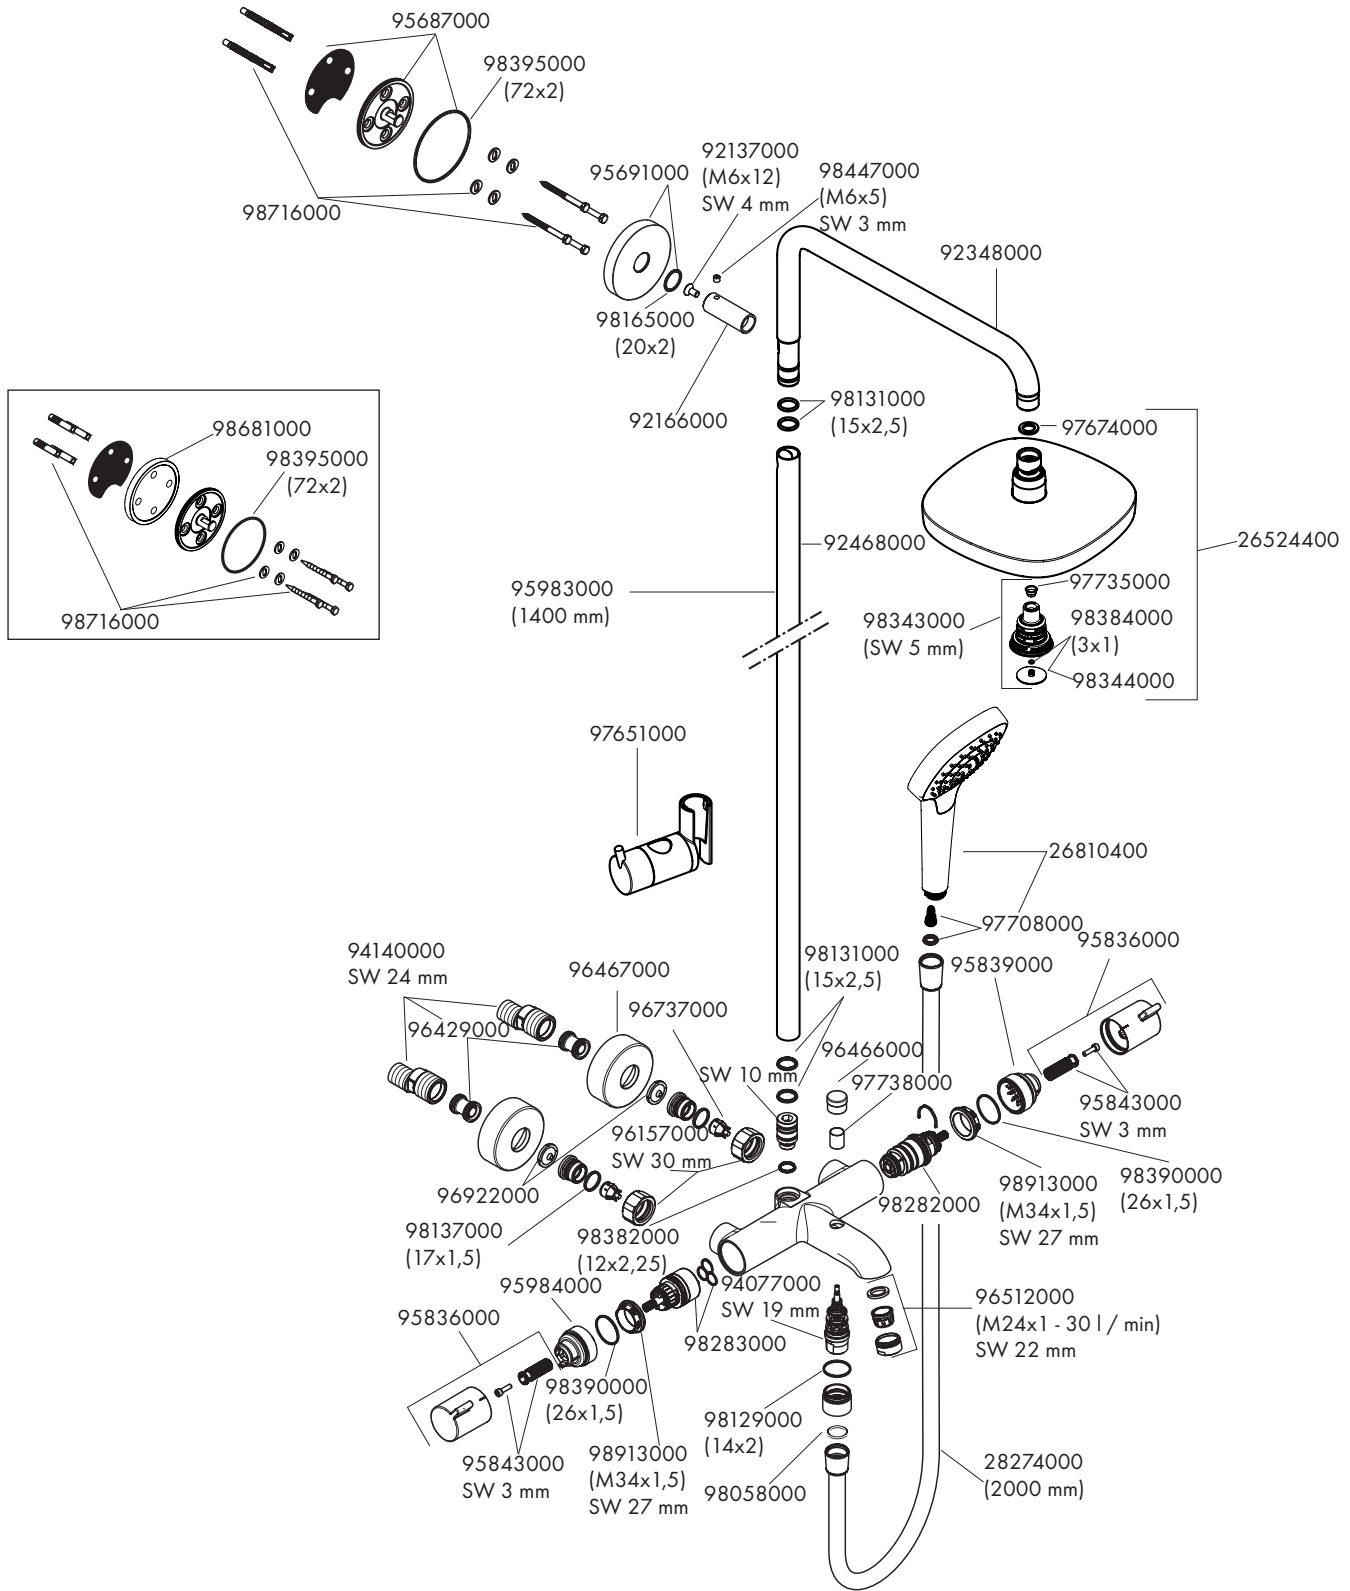 95687000
98395000
(72x2)
92137000
(M6x12)
SW 4 mm
98447000
(M6x5)
SW 3 mm
95691000
98716000
92348000
98165000
(20x2)
92166000
98131000
(15x2,5)
97674000
98681000
98395000
(72x2)
98716000
92468000
26524400
95983000
(1400 mm)
97735000
98343000
(SW 5 mm)
98384000
(3x1)
98344000
97651000
26810400
97708000
95836000
94140000
SW 24 mm
96467000
98131000
(15x2,5)
95839000
96429000
96737000
96466000
SW 10 mm
97738000
95843000
SW 3 mm
96157000
SW 30 mm
96922000
98913000
(M34x1,5)
SW 27 mm
98390000
(26x1,5)
98282000
98137000
(17x1,5)
98382000
(12x2,25)
95984000
94077000
SW 19 mm
96512000
(M24x1 - 30 l / min)
SW 22 mm
95836000
98283000
98390000
(26x1,5)
98129000
(14x2)
95843000
SW 3 mm
98913000
(M34x1,5)
SW 27 mm
98058000
28274000
(2000 mm)